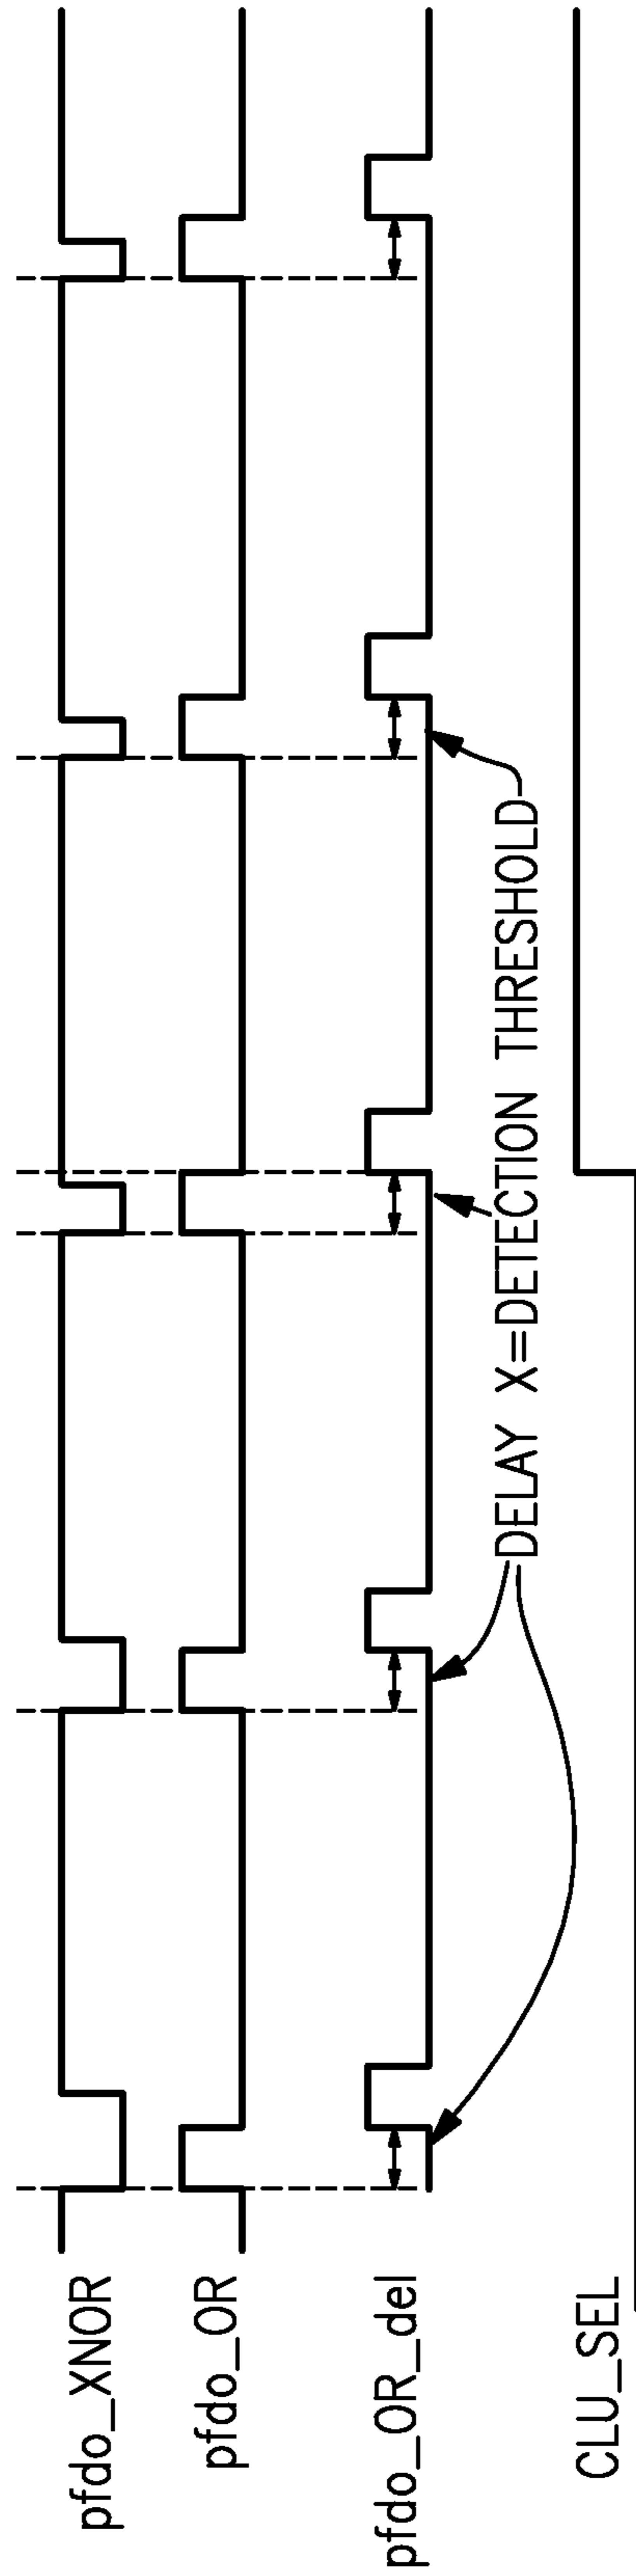 pfdo_XNOR
pfdo_OR
pfdo_OR_del
DELAY X=DETECTION THRESHOLD
CLU_SEL